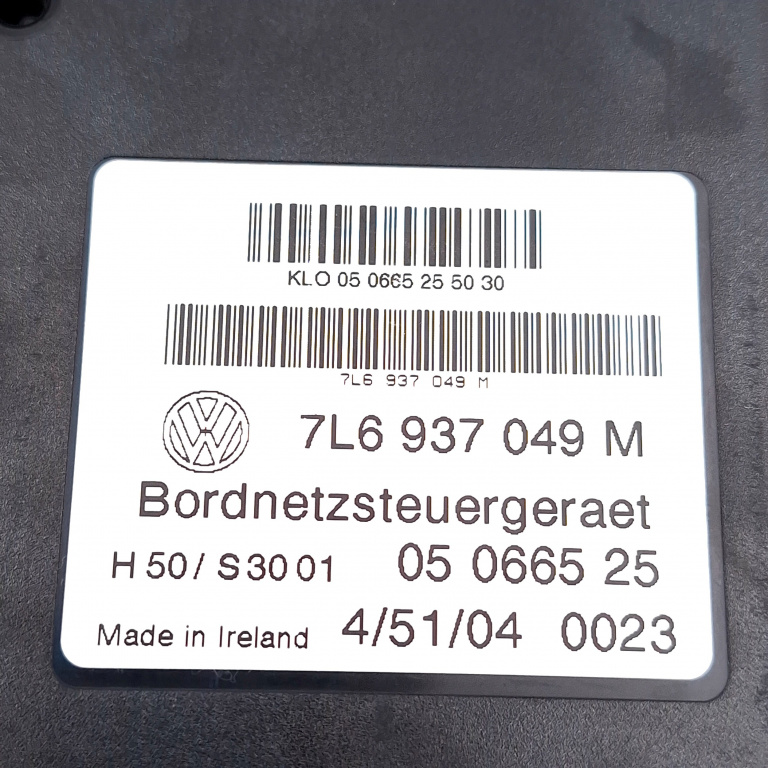 KLO 05 0665 25 50 30
7L6 937 049 M
7L6 937 049 M
Bordnetzsteuergeraet
H 50 / S 30 01 05 0665 25
Made in Ireland 4/51/04 0023